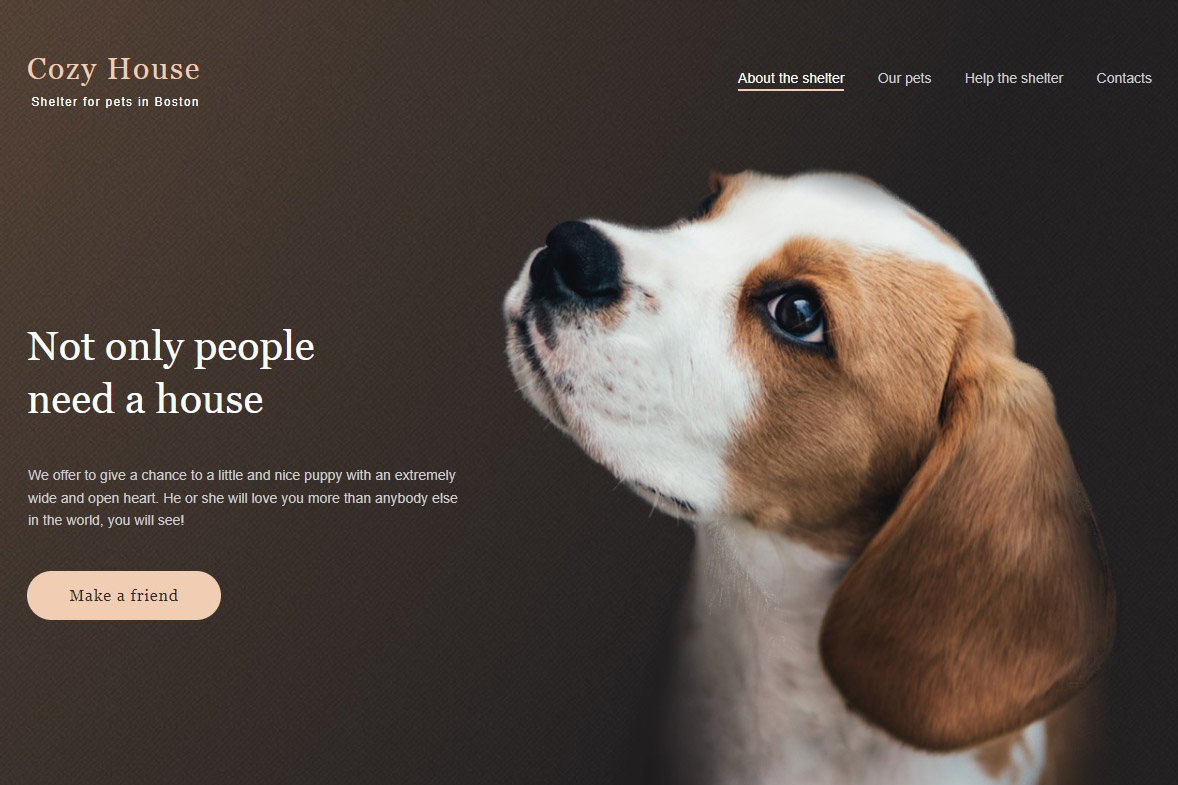 Cozy House
Shelter for pets in Boston
About the shelter
Our pets
Help the shelter
Contacts
Not only people
need a house
We offer to give a chance to a little and nice puppy with an extremely
wide and open heart. He or she will love you more than anybody else
in the world, you will see!
Make a friend